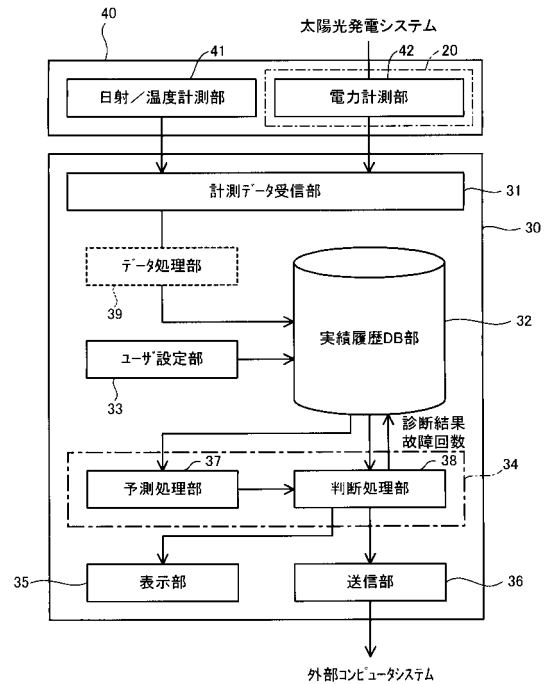 太陽光発電システム
40
41
42
20
日射／温度計測部
電力計測部
計測データ受信部
31
30
データ処理部
39
実績履歴DB部
32
ユーザ設定部
33
診断結果
故障回数
37
38
34
予測処理部
判断処理部
35
表示部
送信部
36
外部コンピュータシステム